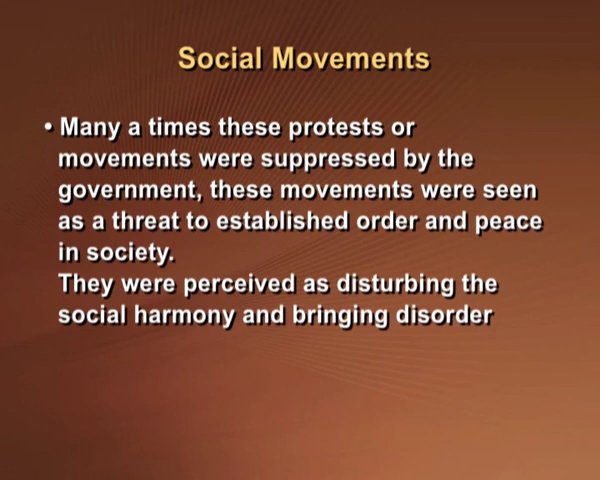 Social Movements
• Many a times these protests or
movements were suppressed by the
government, these movements were seen
as a threat to established order and peace
in society.
They were perceived as disturbing the
social harmony and bringing disorder